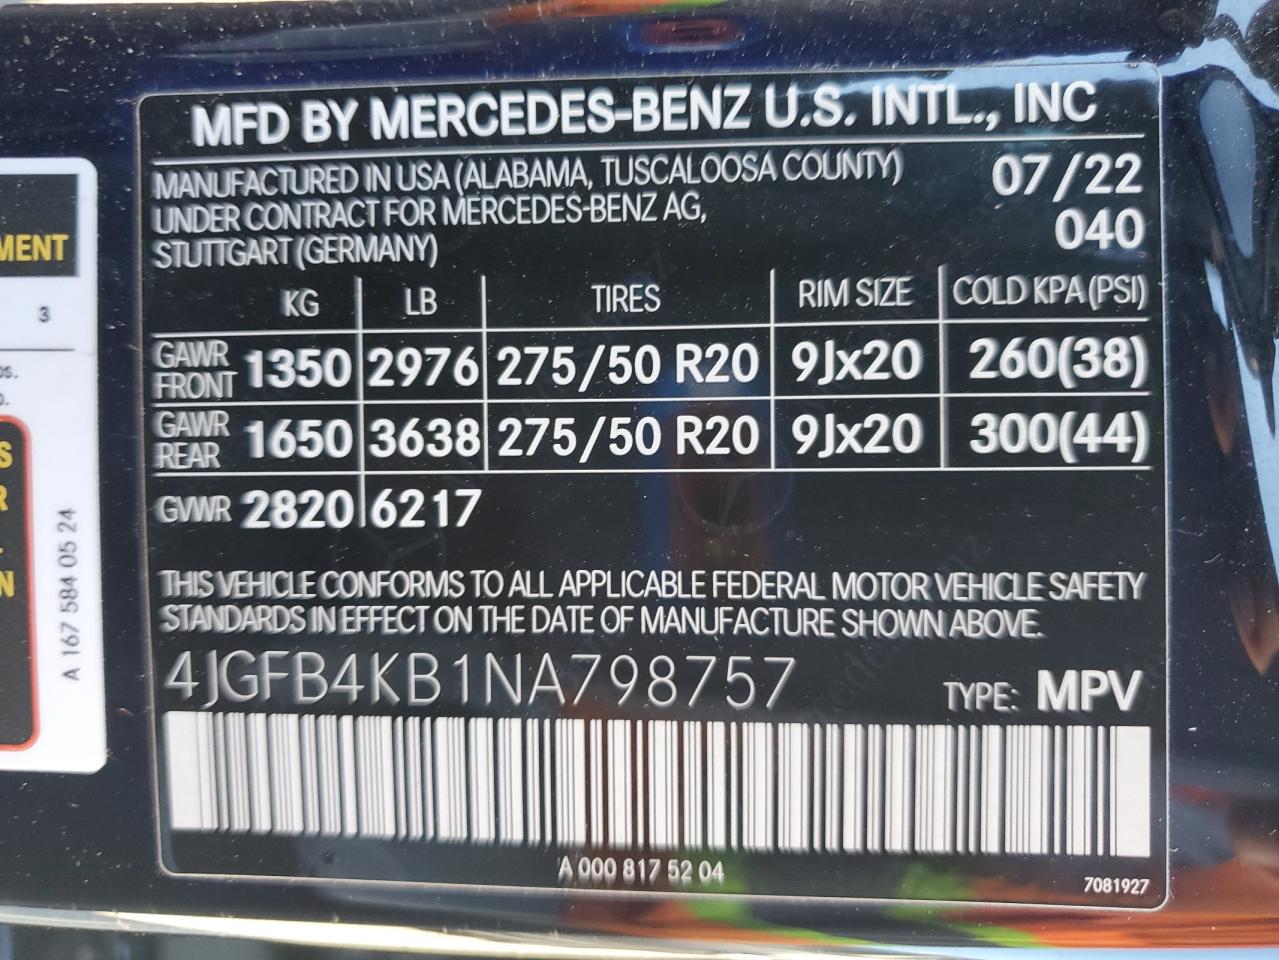 MFD BY MERCEDES-BENZ U.S. INTL., INC
MANUFACTURED IN USA (ALABAMA, TUSCALOOSA COUNTY) 07/22
UNDER CONTRACT FOR MERCEDES-BENZ AG, 040
STUTTGART (GERMANY)
KG LB TIRES RIM SIZE COLD KPA (PSI)
GAWR FRONT 1350 2976 275/50 R20 9Jx20 260(38)
GAWR REAR 1650 3638 275/50 R20 9Jx20 300(44)
GVWR 2820 6217
THIS VEHICLE CONFORMS TO ALL APPLICABLE FEDERAL MOTOR VEHICLE SAFETY
STANDARDS IN EFFECT ON THE DATE OF MANUFACTURE SHOWN ABOVE.
4JGFB4KB1NA798757 TYPE: MPV
A 000 817 52 04
7081927
MENT
3
A 167 584 05 24